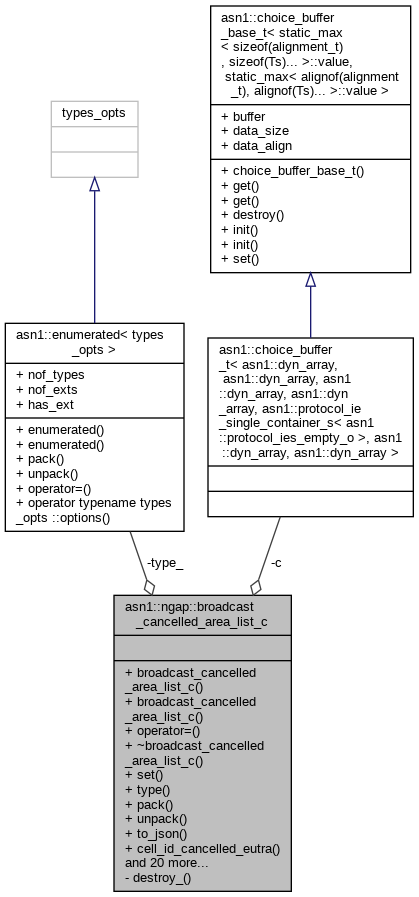 asn1::choice_buffer
_base_t< static_max
< sizeof(alignment_t)
, sizeof(Ts)... >::value,
static_max< alignof(alignment
_t), alignof(Ts)... >::value >
+ buffer
+ data_size
+ data_align
+ choice_buffer_base_t()
+ get()
+ get()
+ destroy()
+ init()
+ init()
+ set()
types_opts
asn1::enumerated< types
_opts >
+ nof_types
+ nof_exts
+ has_ext
+ enumerated()
+ enumerated()
+ pack()
+ unpack()
+ operator=()
+ operator typename types
_opts ::options()
asn1::choice_buffer
_t< asn1::dyn_array,
asn1::dyn_array, asn1
::dyn_array, asn1::dyn
_array, asn1::protocol_ie
_single_container_s< asn1
::protocol_ies_empty_o >, asn1
::dyn_array, asn1::dyn_array >
-type_
-c
asn1::ngap::broadcast
_cancelled_area_list_c
+ broadcast_cancelled
_area_list_c()
+ broadcast_cancelled
_area_list_c()
+ operator=()
+ ~broadcast_cancelled
_area_list_c()
+ set()
+ type()
+ pack()
+ unpack()
+ to_json()
+ cell_id_cancelled_eutra()
and 20 more...
- destroy_()